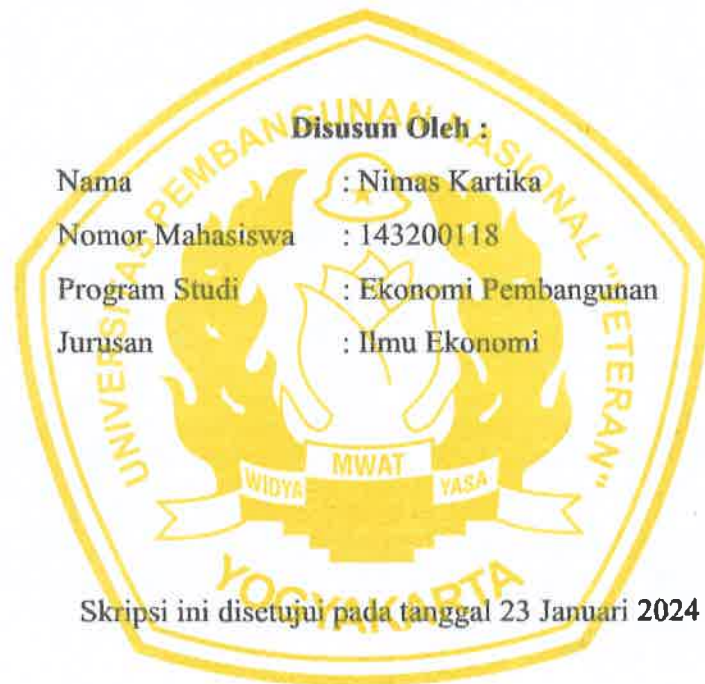 Disusun Oleh :
Nama : Nimas Kartika
Nomor Mahasiswa : 143200118
Program Studi : Ekonomi Pembangunan
Jurusan : Ilmu Ekonomi
UNIVERSITAS PEMBANGUNAN NASIONAL "VETERAN"
WIDYA MWAT YASA
YOGYAKARTA
Skripsi ini disetujui pada tanggal 23 Januari 2024